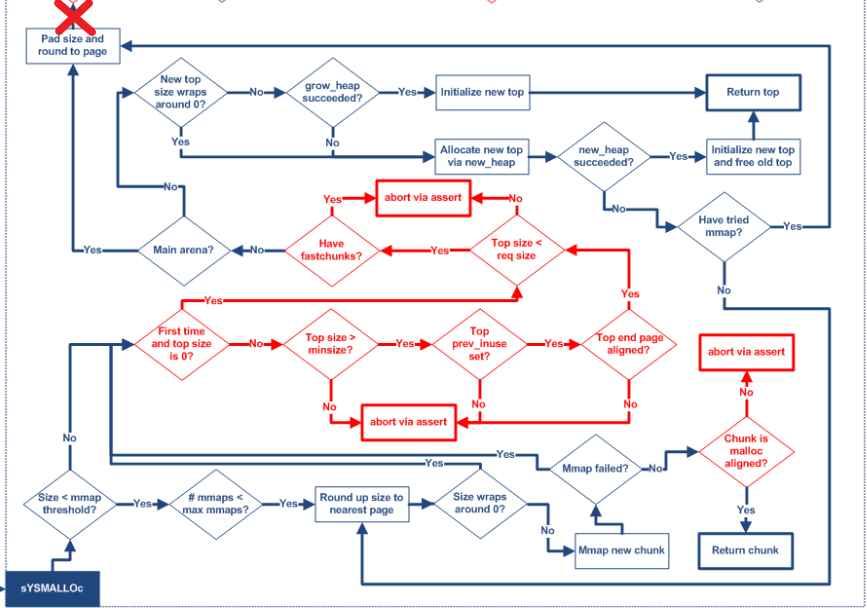 Pad size and
round to page
New top
size wraps
around 0?
No
grow_heap
succeeded?
Yes
Initialize new top
Return top
Yes
No
Allocate new top
via new_heap
new_heap
succeeded?
Yes
Initialize new top
and free old top
No
Yes
abort via assert
No
No
Have tried
mmap?
Yes
Yes
Main arena?
No
Have
fastchunks?
Yes
Top size <
req size
No
Yes
Yes
First time
and top size
is 0?
No
Top size >
minsize?
Yes
Top
prev_inuse
set?
Yes
Top end page
aligned?
abort via assert
No
No
No
No
abort via assert
No
Yes
Yes
Mmap failed?
No
Chunk is
malloc
aligned?
Size < mmap
threshold?
Yes
# mmaps <
max mmaps?
Yes
Round up size to
nearest page
Size wraps
around 0?
No
Yes
Mmap new chunk
Return chunk
sYSMALLOc